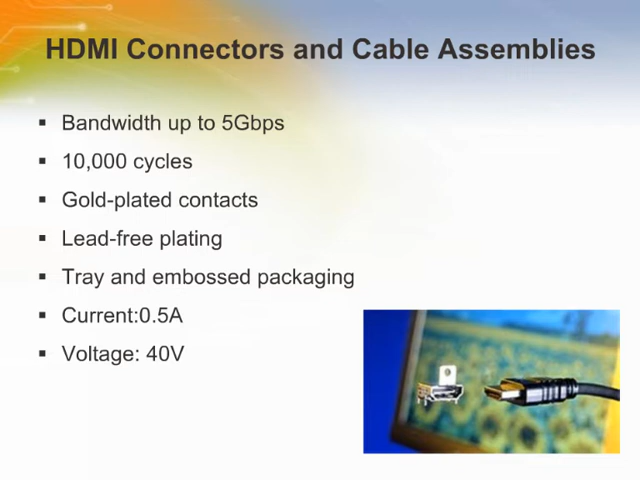 HDMI Connectors and Cable Assemblies
▪ Bandwidth up to 5Gbps
▪ 10,000 cycles
▪ Gold-plated contacts
▪ Lead-free plating
▪ Tray and embossed packaging
▪ Current:0.5A
▪ Voltage: 40V